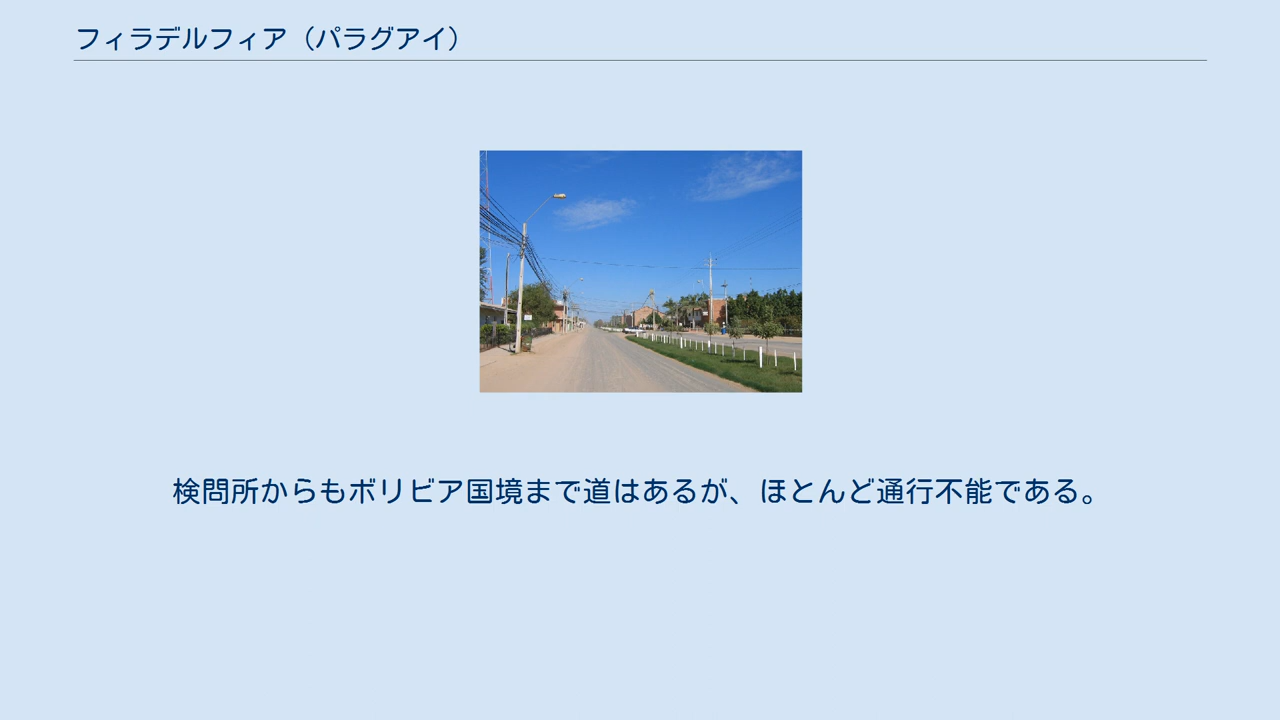 フィラデルフィア（パラグアイ）
検問所からもボリビア国境まで道はあるが、ほとんど通行不能である。